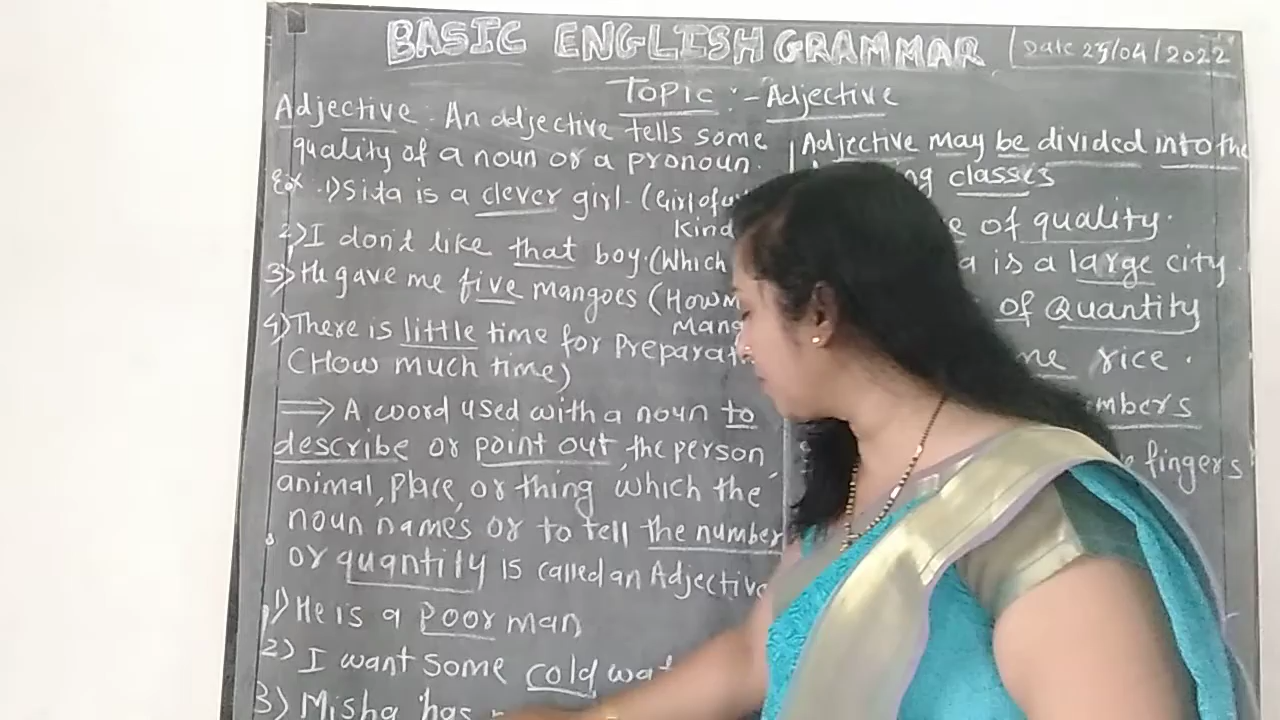 BASIC ENGLISH GRAMMAR
Date 25/04/2022
Topic :- Adjective
Adjective : An adjective tells some
quality of a noun or a pronoun.
Ex. 1) Sita is a clever girl. (Girl of
Kind
2) I don't like that boy. (Which
3) He gave me five mangoes (How
4) There is little time for
(How much time)
⇒ A word used with a noun to
describe or point out, the person,
animal, place, or thing which the
noun names, or to tell the number
or quantity is called an Adjective
1) He is a poor man
2) I want some cold
3) Misha has
Adjective may be divided into the
classes
of quality.
is a large city.
of Quantity
rice.
fingers